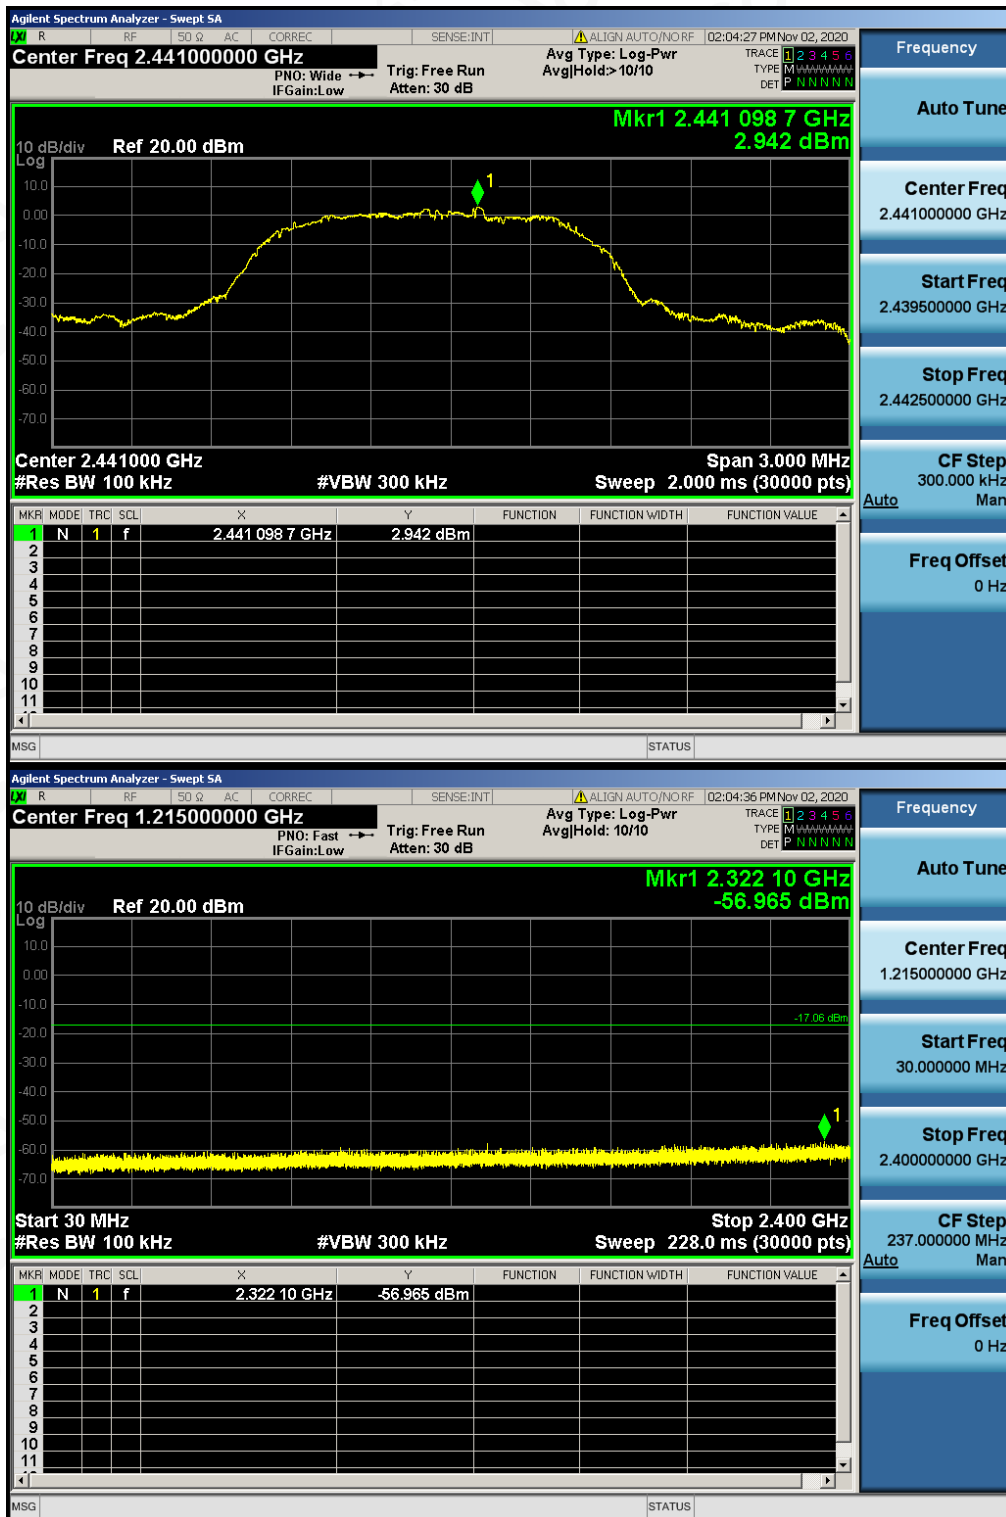 Agilent Spectrum Analyzer - Swept SA
LXI R RF 50 Ω AC CORREC SENSE:INT ALIGN AUTO/NO RF 02:04:27 PM Nov 02, 2020
Center Freq 2.441000000 GHz
PNO: Wide
IFGain:Low
Trig: Free Run
Atten: 30 dB
Avg Type: Log-Pwr
Avg|Hold:>10/10
TRACE 1 2 3 4 5 6
TYPE M
DET P N N N N N
Mkr1 2.441 098 7 GHz
2.942 dBm
10 dB/div Ref 20.00 dBm
Log
10.0
0.00
-10.0
-20.0
-30.0
-40.0
-50.0
-60.0
-70.0
1
Center 2.441000 GHz Span 3.000 MHz
#Res BW 100 kHz #VBW 300 kHz Sweep 2.000 ms (30000 pts)
MKR MODE TRC SCL X Y FUNCTION FUNCTION WIDTH FUNCTION VALUE
1 N 1 f 2.441 098 7 GHz 2.942 dBm
2
3
4
5
6
7
8
9
10
11
MSG STATUS
Frequency
Auto Tune
Center Freq
2.441000000 GHz
Start Freq
2.439500000 GHz
Stop Freq
2.442500000 GHz
CF Step
300.000 kHz
Auto Man
Freq Offset
0 Hz
Agilent Spectrum Analyzer - Swept SA
LXI R RF 50 Ω AC CORREC SENSE:INT ALIGN AUTO/NO RF 02:04:36 PM Nov 02, 2020
Center Freq 1.215000000 GHz
PNO: Fast
IFGain:Low
Trig: Free Run
Atten: 30 dB
Avg Type: Log-Pwr
Avg|Hold: 10/10
TRACE 1 2 3 4 5 6
TYPE M
DET P N N N N N
Mkr1 2.322 10 GHz
-56.965 dBm
10 dB/div Ref 20.00 dBm
Log
10.0
0.00
-10.0
-20.0
-30.0
-40.0
-50.0
-60.0
-70.0
-17.06 dBm
1
Start 30 MHz Stop 2.400 GHz
#Res BW 100 kHz #VBW 300 kHz Sweep 228.0 ms (30000 pts)
MKR MODE TRC SCL X Y FUNCTION FUNCTION WIDTH FUNCTION VALUE
1 N 1 f 2.322 10 GHz -56.965 dBm
2
3
4
5
6
7
8
9
10
11
MSG STATUS
Frequency
Auto Tune
Center Freq
1.215000000 GHz
Start Freq
30.000000 MHz
Stop Freq
2.400000000 GHz
CF Step
237.000000 MHz
Auto Man
Freq Offset
0 Hz